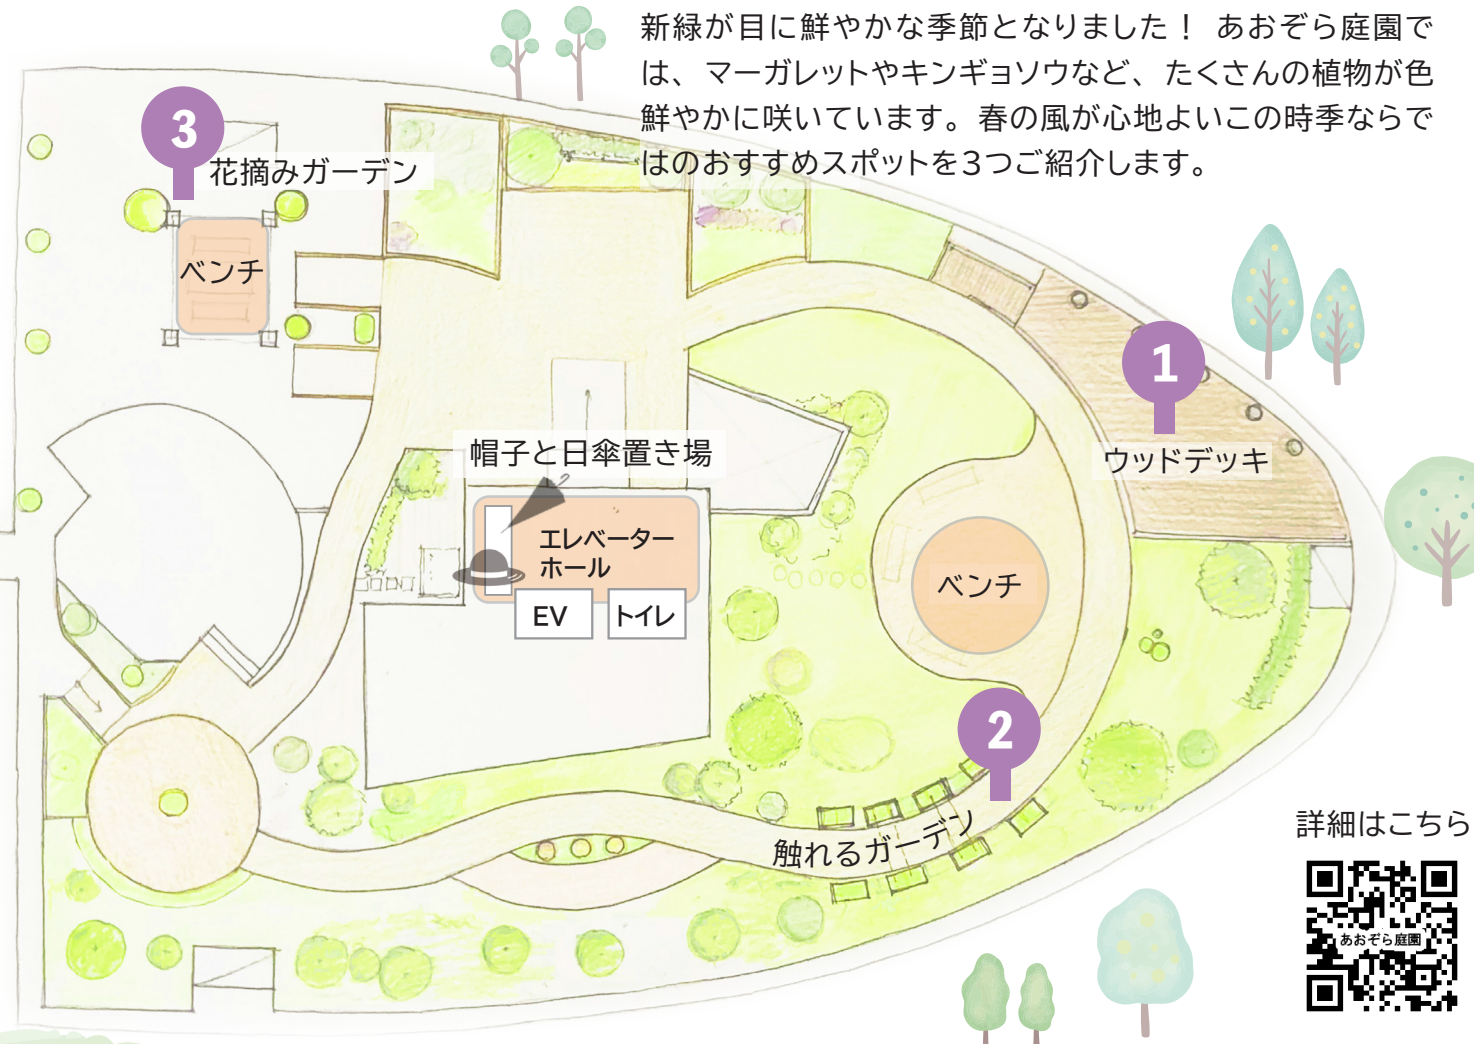 新緑が目に鮮やかな季節となりました！ あおぞら庭園で
は、マーガレットやキンギョソウなど、たくさんの植物が色
鮮やかに咲いています。春の風が心地よいこの時季ならで
はのおすすめスポットを3つご紹介します。
3
花摘みガーデン
ベンチ
1
ウッドデッキ
帽子と日傘置き場
エレベーター
ホール
EV
トイレ
ベンチ
2
触れるガーデン
詳細はこちら
あおぞら庭園